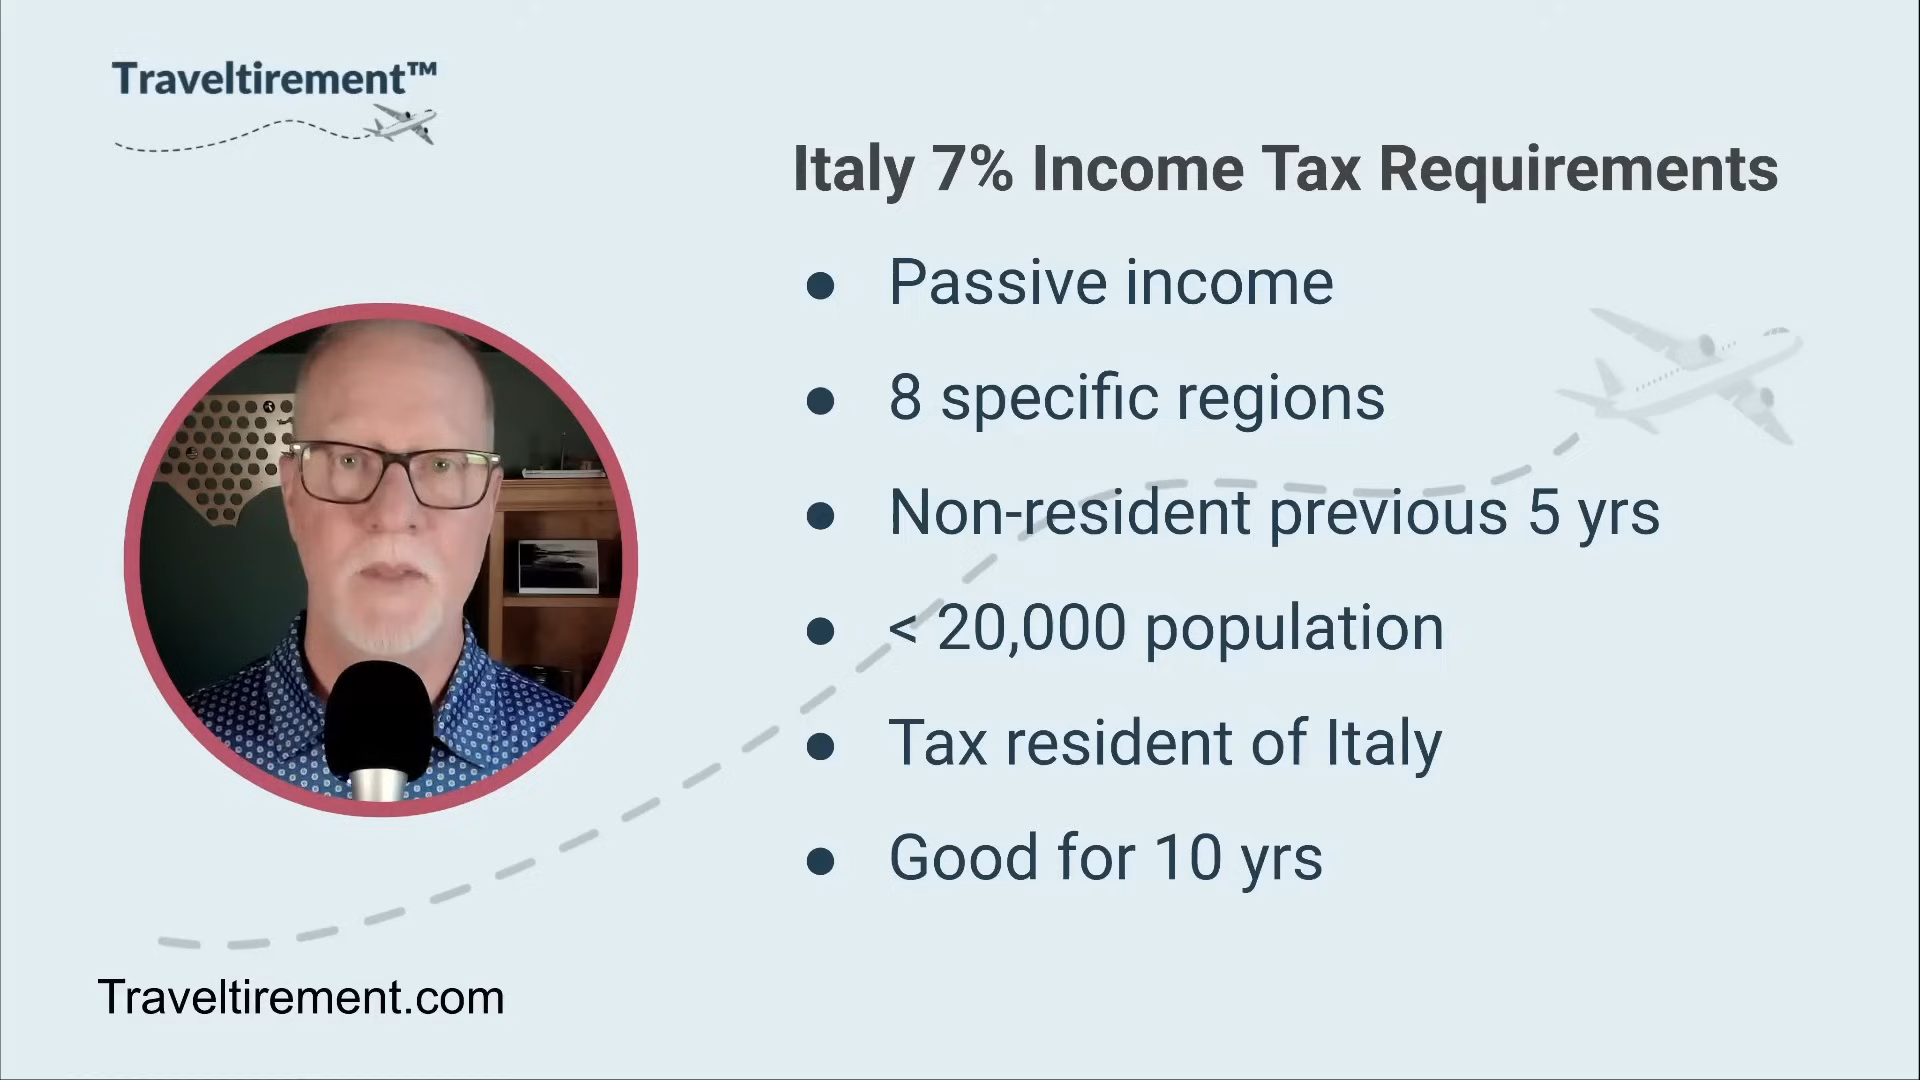 Traveltirement™
Italy 7% Income Tax Requirements
● Passive income
● 8 specific regions
● Non-resident previous 5 yrs
● < 20,000 population
● Tax resident of Italy
● Good for 10 yrs
Traveltirement.com